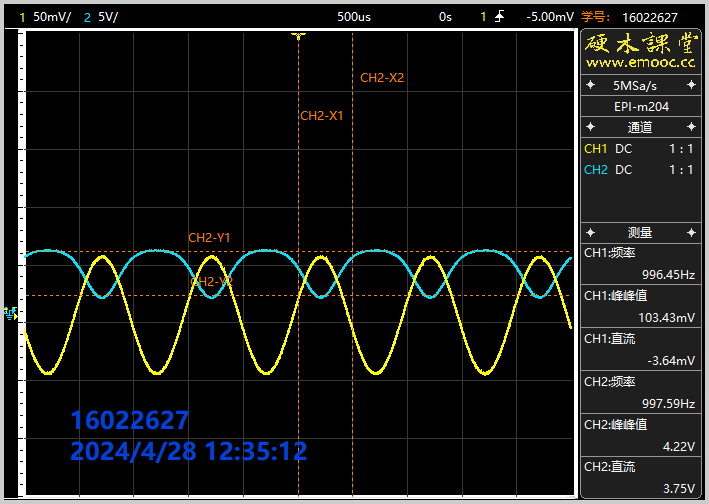 1 50mV/ 2 5V/ 500us 0s 1 -5.00mV 学号: 16022627
硬木課堂
www.emooc.cc
5MSa/s
EPI-m204
通道
CH1 DC 1 : 1
CH2 DC 1 : 1
测量
CH1:频率
996.45Hz
CH1:峰峰值
103.43mV
CH1:直流
-3.64mV
CH2:频率
997.59Hz
CH2:峰峰值
4.22V
CH2:直流
3.75V
CH2-X2
CH2-X1
CH2-Y1
CH2-Y2
16022627
2024/4/28 12:35:12